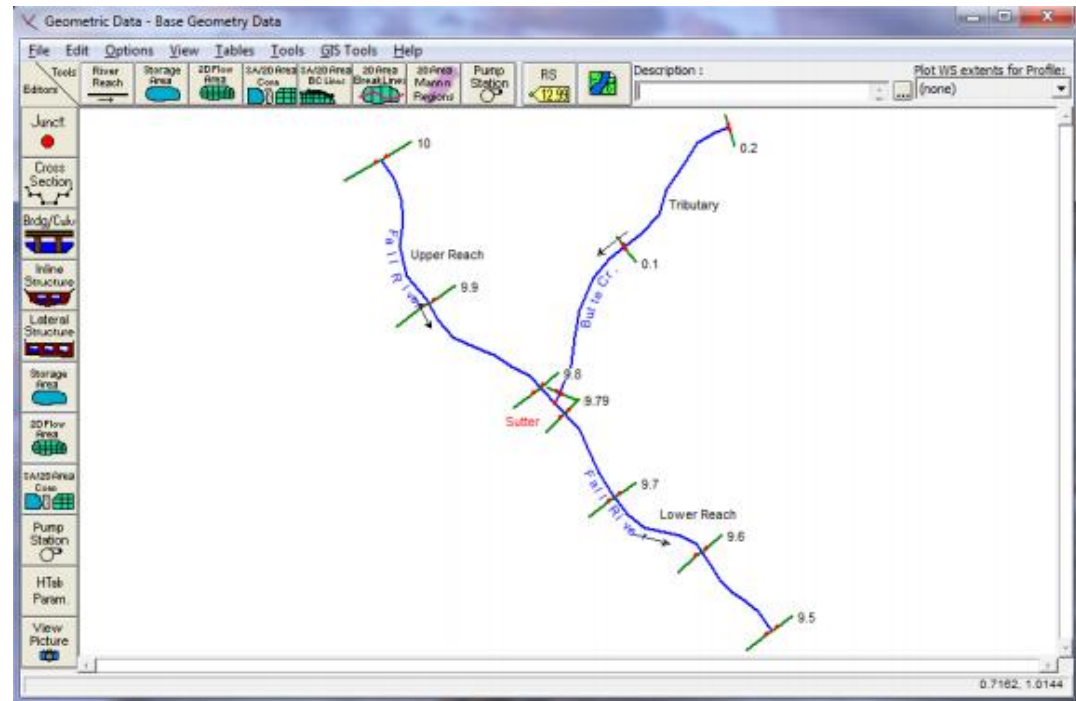 Geometric Data - Base Geometry Data
File Edit Options View Tables Tools GIS Tools Help
Tools
Editors
River
Reach
Storage
Area
2D Flow
Area
SA/2D Area
Conn
SA/2D Area
BC Lines
2D Area
BreakLines
2D Area
Mann n
Regions
Pump
Station
RS
12.99
Description :
...
Plot WS extents for Profile:
(none)
Junct.
Cross
Section
Brdg/Culv
Inline
Structure
Lateral
Structure
Storage
Area
2D Flow
Area
SA/2D Area
Conn
Pump
Station
HTab
Param.
View
Picture
10
0.2
Tributary
Fall River
Upper Reach
0.1
9.9
Butte Cr.
9.8
9.79
Sutter
Fall River
9.7
Lower Reach
9.6
9.5
0.7162, 1.0144